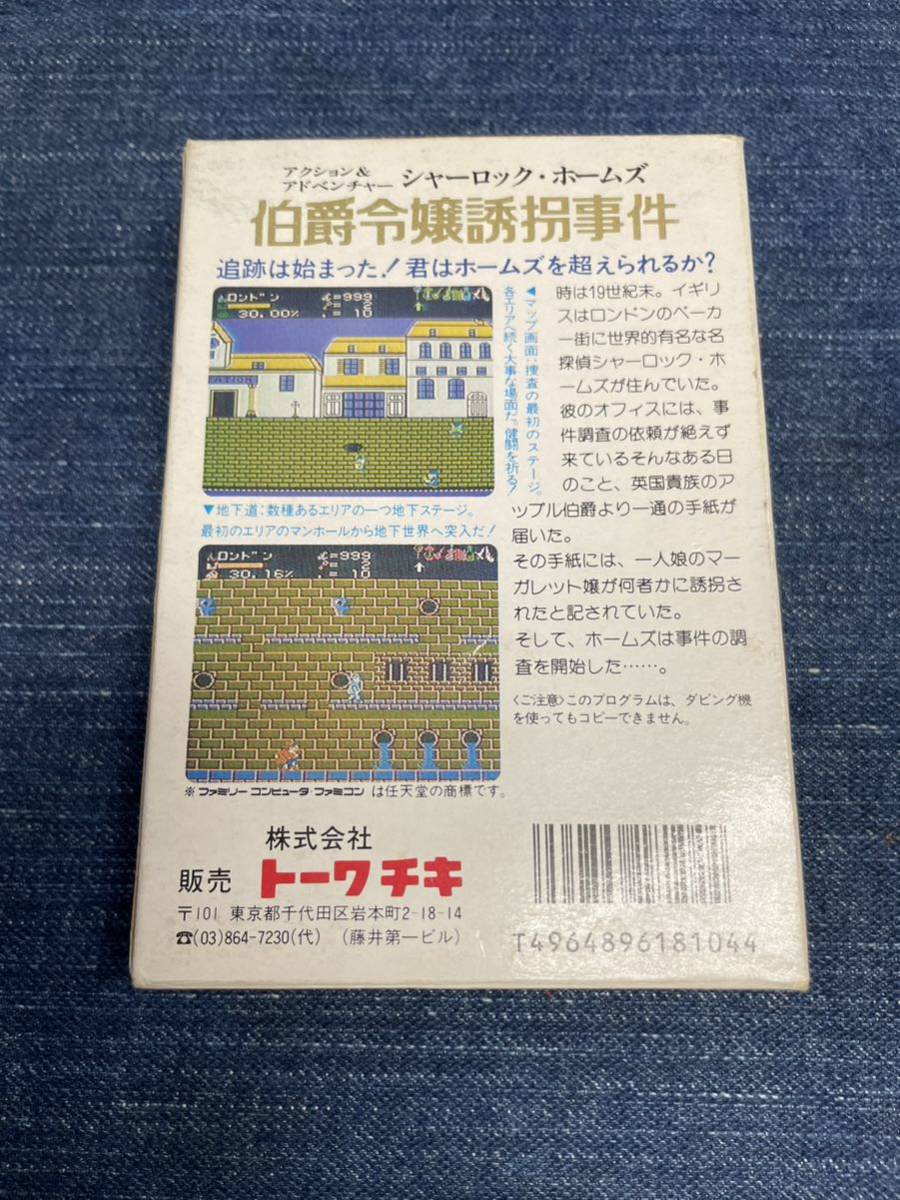 アクション&
アドベンチャー シャーロック・ホームズ
伯爵令嬢誘拐事件
追跡は始まった!君はホームズを超えられるか?
ロンドン =999
=2
30.00% =10
◀マップ画面:捜査の最初のステージ。
各エリアへ続く大事な場面だ。健闘を祈る!
▼地下道:数種あるエリアの一つ地下ステージ。
最初のエリアのマンホールから地下世界へ突入だ!
ロンドン =999
=2
30.16% =10
※ファミリーコンピュータ・ファミコン は任天堂の商標です。
時は19世紀末。イギリ
スはロンドンのベーカ
ー街に世界的有名な名
探偵シャーロック・ホ
ームズが住んでいた。
彼のオフィスには、事
件調査の依頼が絶えず
来ているそんなある日
のこと、英国貴族のア
ップル伯爵より一通の手紙が
届いた。
その手紙には、一人娘のマー
ガレット嬢が何者かに誘拐さ
れたと記されていた。
そして、ホームズは事件の調
査を開始した……。
〈ご注意〉このプログラムは、ダビング機
を使ってもコピーできません。
株式会社
販売 トーワチキ
〒101 東京都千代田区岩本町2-18-14
☎(03)864-7230(代) (藤井第一ビル)
T4964896181044